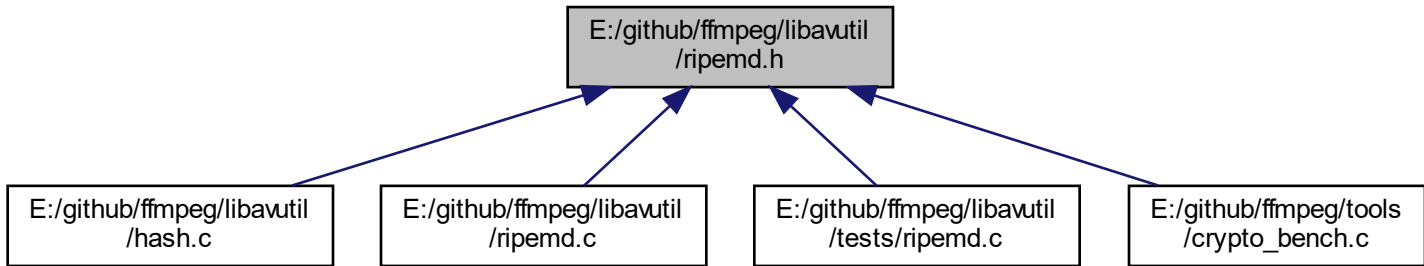 E:/github/ffmpeg/libavutil
/ripemd.h
E:/github/ffmpeg/libavutil
/hash.c
E:/github/ffmpeg/libavutil
/ripemd.c
E:/github/ffmpeg/libavutil
/tests/ripemd.c
E:/github/ffmpeg/tools
/crypto_bench.c